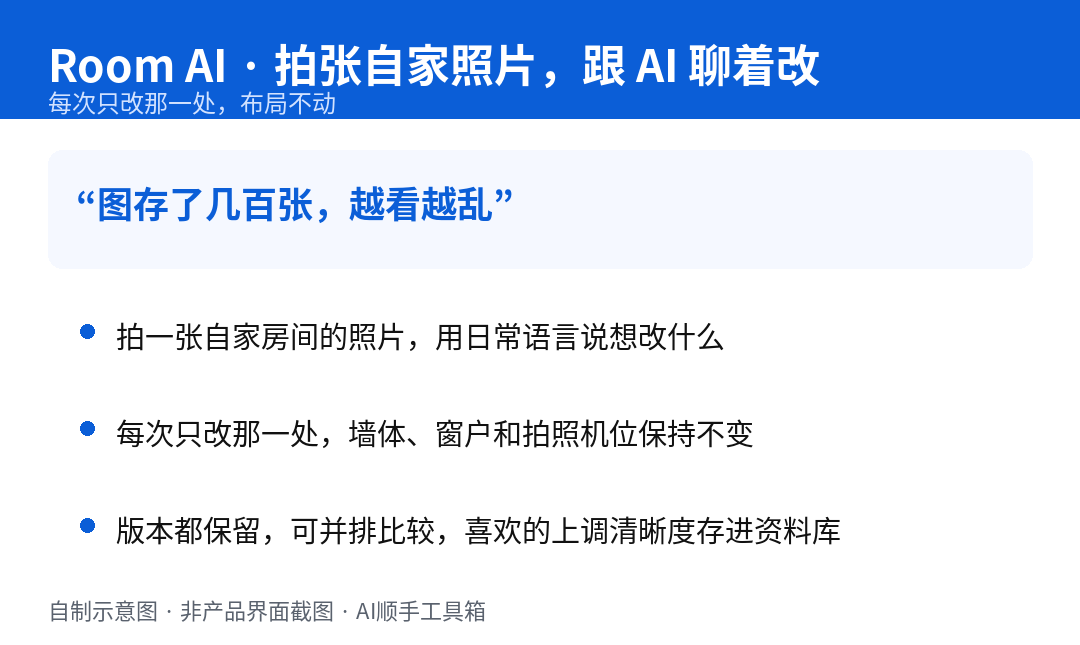 Room AI · 拍张自家照片，跟 AI 聊着改
每次只改那一处，布局不动
“图存了几百张，越看越乱”
拍一张自家房间的照片，用日常语言说想改什么
每次只改那一处，墙体、窗户和拍照机位保持不变
版本都保留，可并排比较，喜欢的上调清晰度存进资料库
自制示意图 · 非产品界面截图 · AI顺手工具箱